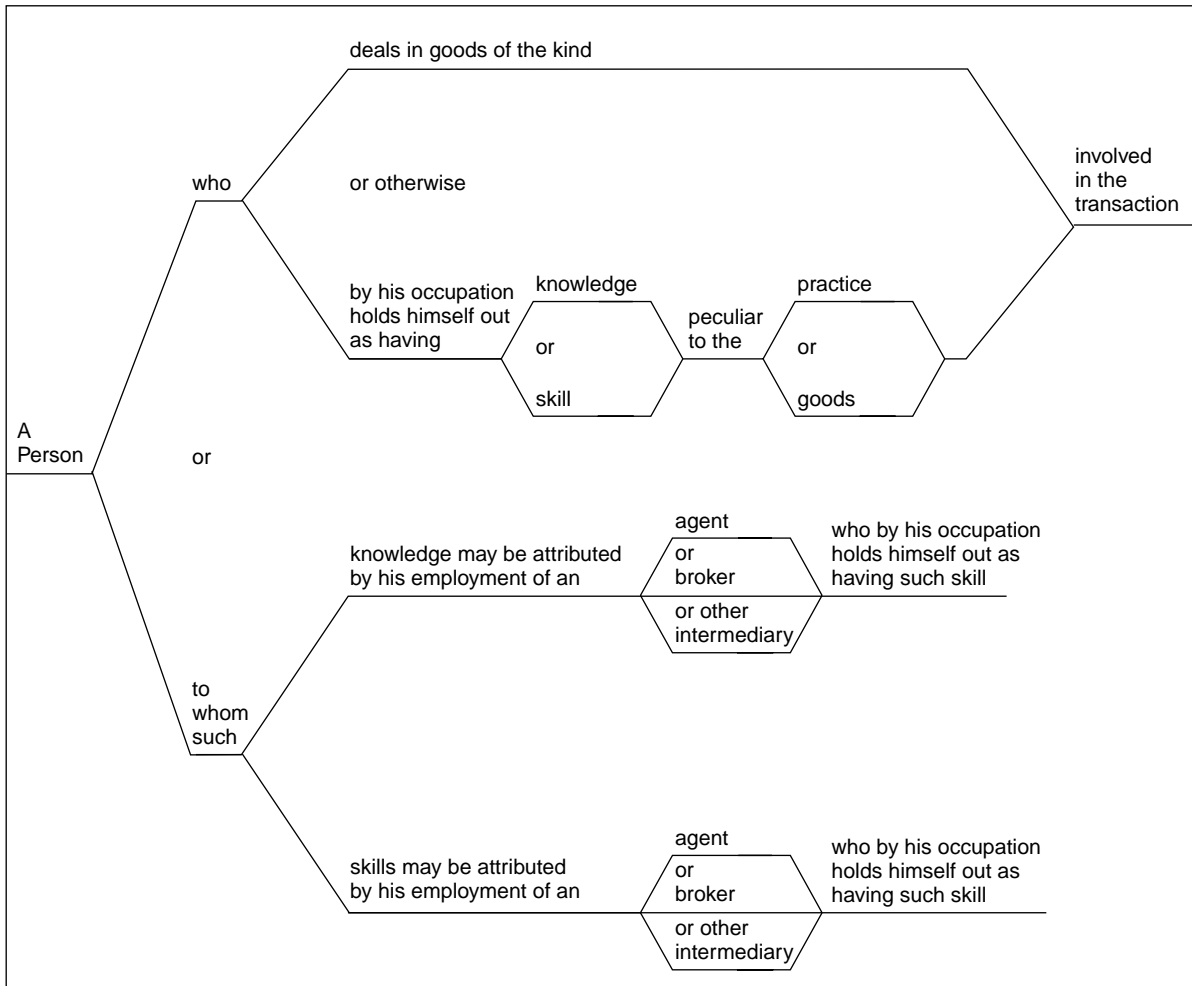 A
Person
who
deals in goods of the kind
or otherwise
by his occupation
holds himself out
as having
knowledge
or
skill
peculiar
to the
practice
or
goods
involved
in the
transaction
or
to
whom
such
knowledge may be attributed
by his employment of an
agent
or
broker
or other
intermediary
who by his occupation
holds himself out as
having such skill
skills may be attributed
by his employment of an
agent
or
broker
or other
intermediary
who by his occupation
holds himself out as
having such skill